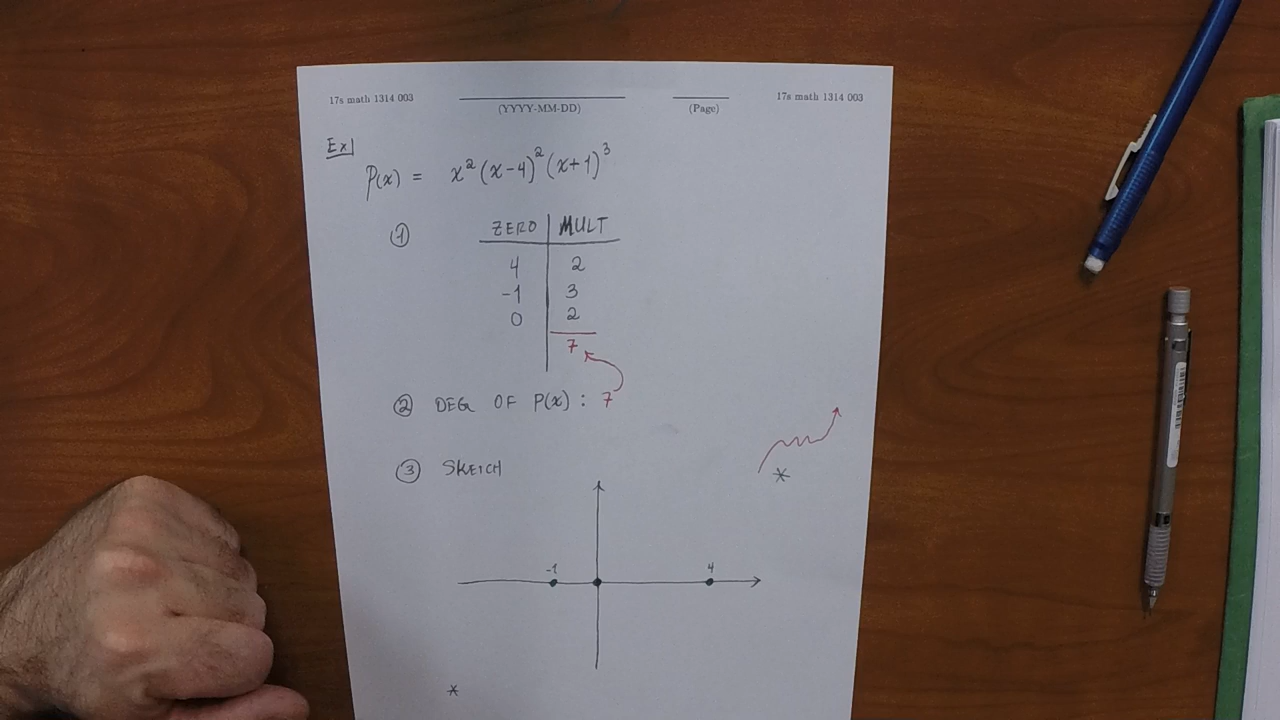 17s math 1314 003 (YYYY-MM-DD) (Page) 17s math 1314 003
Ex1
P(x) = x²(x-4)²(x+1)³
① ZERO MULT
4 2
-1 3
0 2
7
② DEG OF P(x) : 7
③ SKETCH
*
-1 4
*